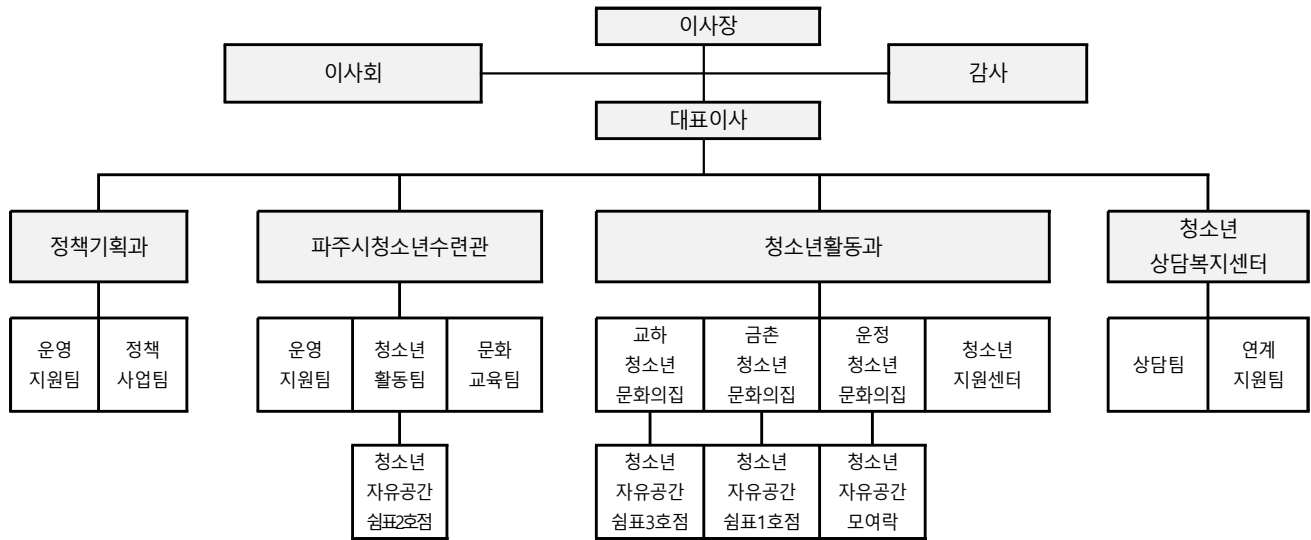 이사장
이사회
감사
대표이사
정책기획과
파주시청소년수련관
청소년활동과
청소년
상담복지센터
운영
지원팀
정책
사업팀
운영
지원팀
청소년
활동팀
문화
교육팀
교하
청소년
문화의집
금촌
청소년
문화의집
운정
청소년
문화의집
청소년
지원센터
상담팀
연계
지원팀
청소년
자유공간
쉼표2호점
청소년
자유공간
쉼표3호점
청소년
자유공간
쉼표1호점
청소년
자유공간
모여락